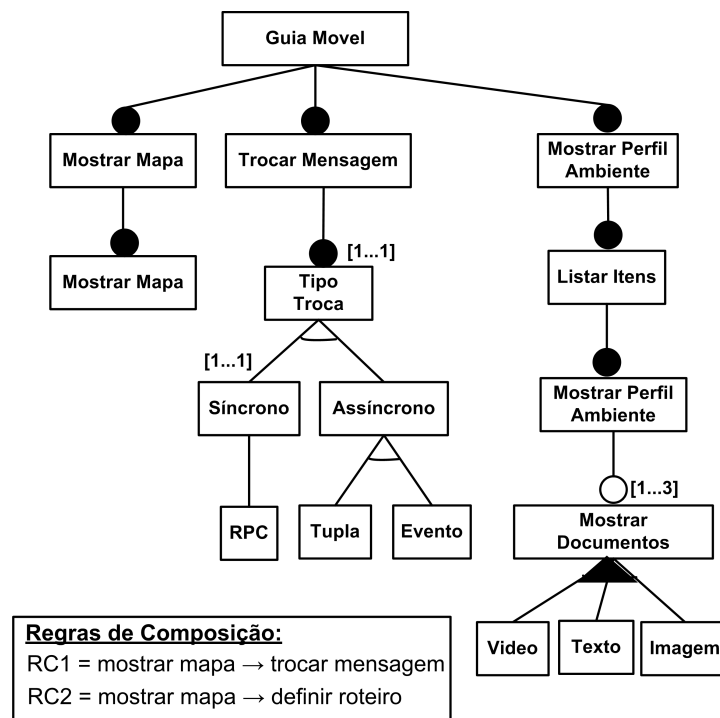 Guia Movel
Mostrar Mapa
Trocar Mensagem
Mostrar Perfil
Ambiente
Mostrar Mapa
[1...1]
Tipo
Troca
Listar Itens
[1...1]
Síncrono
Assíncrono
Mostrar Perfil
Ambiente
[1...3]
RPC
Tupla
Evento
Mostrar
Documentos
Video
Texto
Imagem
Regras de Composição:
RC1 = mostrar mapa → trocar mensagem
RC2 = mostrar mapa → definir roteiro